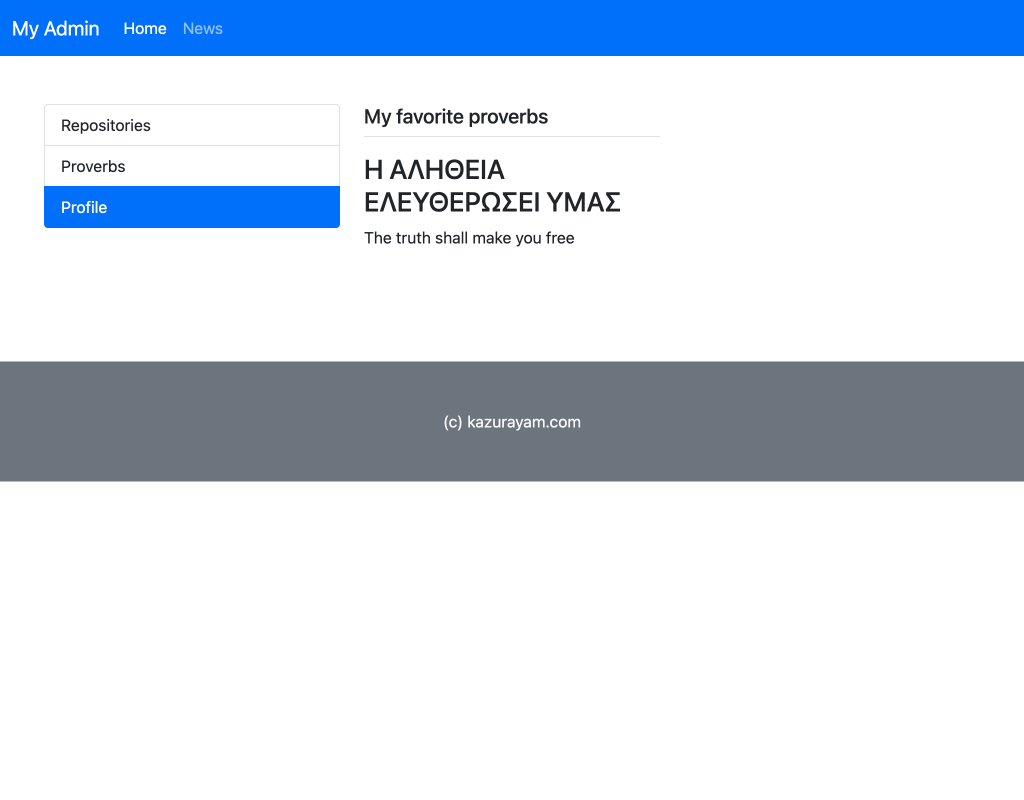 My Admin Home News
Repositories
Proverbs
Profile
My favorite proverbs
Η ΑΛΗΘΕΙΑ
ΕΛΕΥΘΕΡΩΣΕΙ ΥΜΑΣ
The truth shall make you free
(c) kazurayam.com